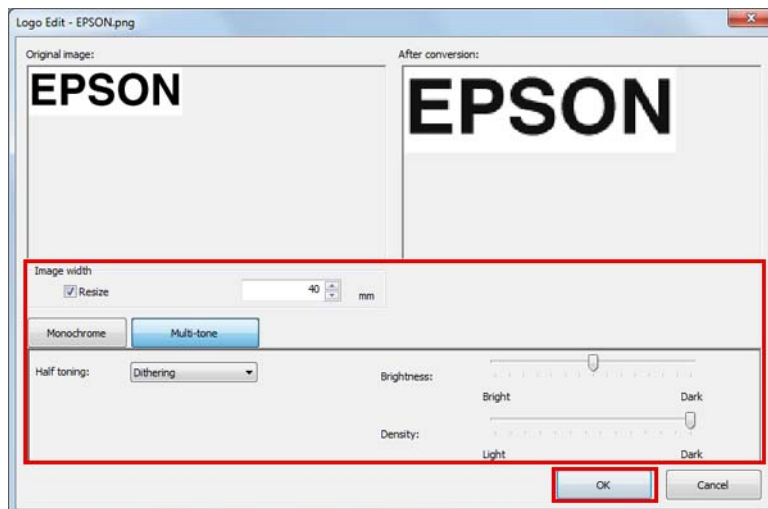 Logo Edit - EPSON.png
Original image:
After conversion:
EPSON
EPSON
Image width
Resize
40
mm
Monochrome
Multi-tone
Half toning:
Dithering
Brightness:
Bright
Dark
Density:
Light
Dark
OK
Cancel